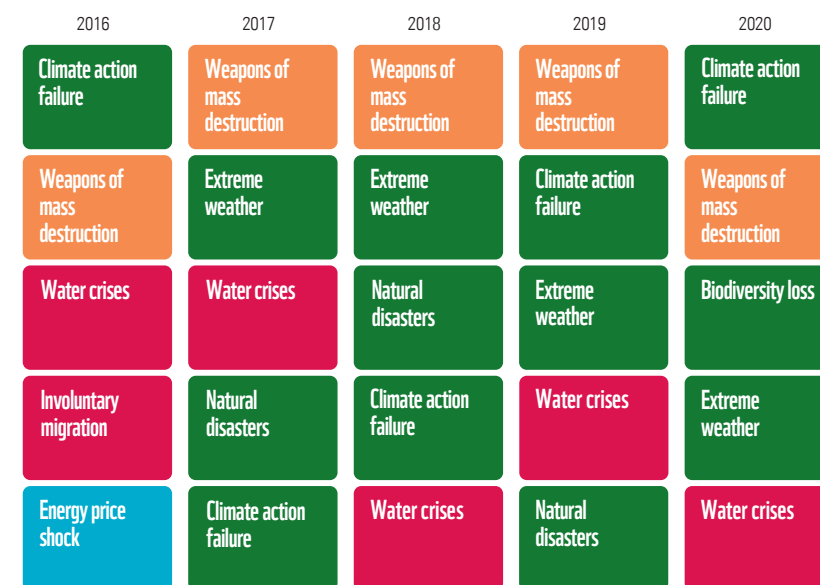 2016 2017 2018 2019 2020
Climate action
failure
Weapons of
mass
destruction
Weapons of
mass
destruction
Weapons of
mass
destruction
Climate action
failure
Weapons of
mass
destruction
Extreme
weather
Extreme
weather
Climate action
failure
Weapons of
mass
destruction
Water crises
Water crises
Natural
disasters
Extreme
weather
Biodiversity loss
Involuntary
migration
Natural
disasters
Climate action
failure
Water crises
Extreme
weather
Energy price
shock
Climate action
failure
Water crises
Natural
disasters
Water crises